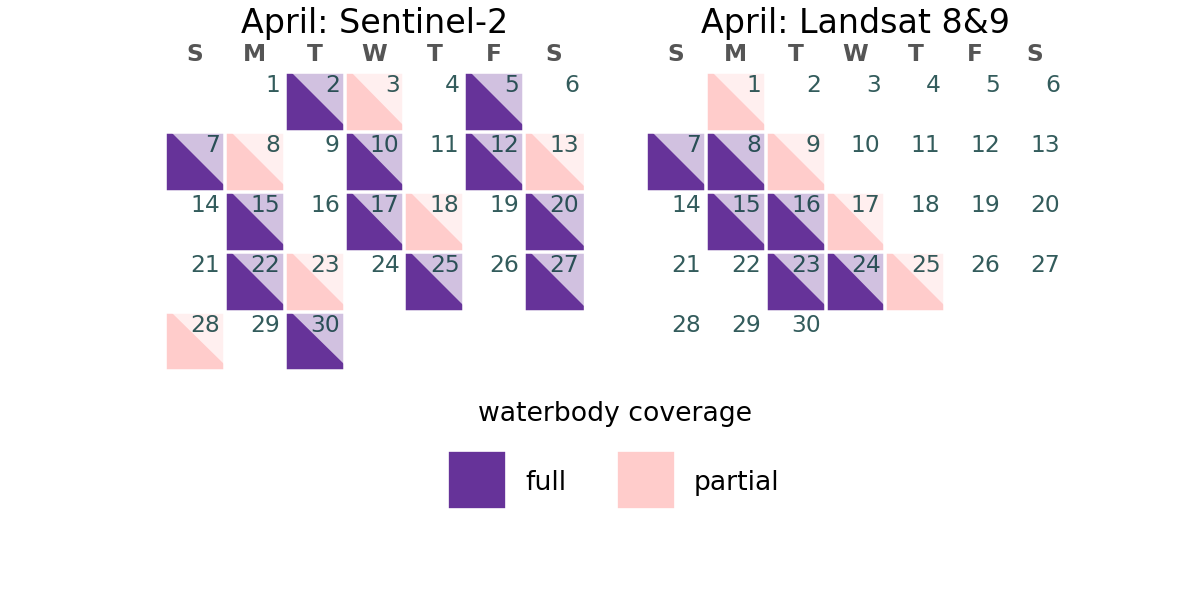 April: Sentinel-2
S M T W T F S
1 2 3 4 5 6
7 8 9 10 11 12 13
14 15 16 17 18 19 20
21 22 23 24 25 26 27
28 29 30
April: Landsat 8&9
S M T W T F S
1 2 3 4 5 6
7 8 9 10 11 12 13
14 15 16 17 18 19 20
21 22 23 24 25 26 27
28 29 30
waterbody coverage
full partial